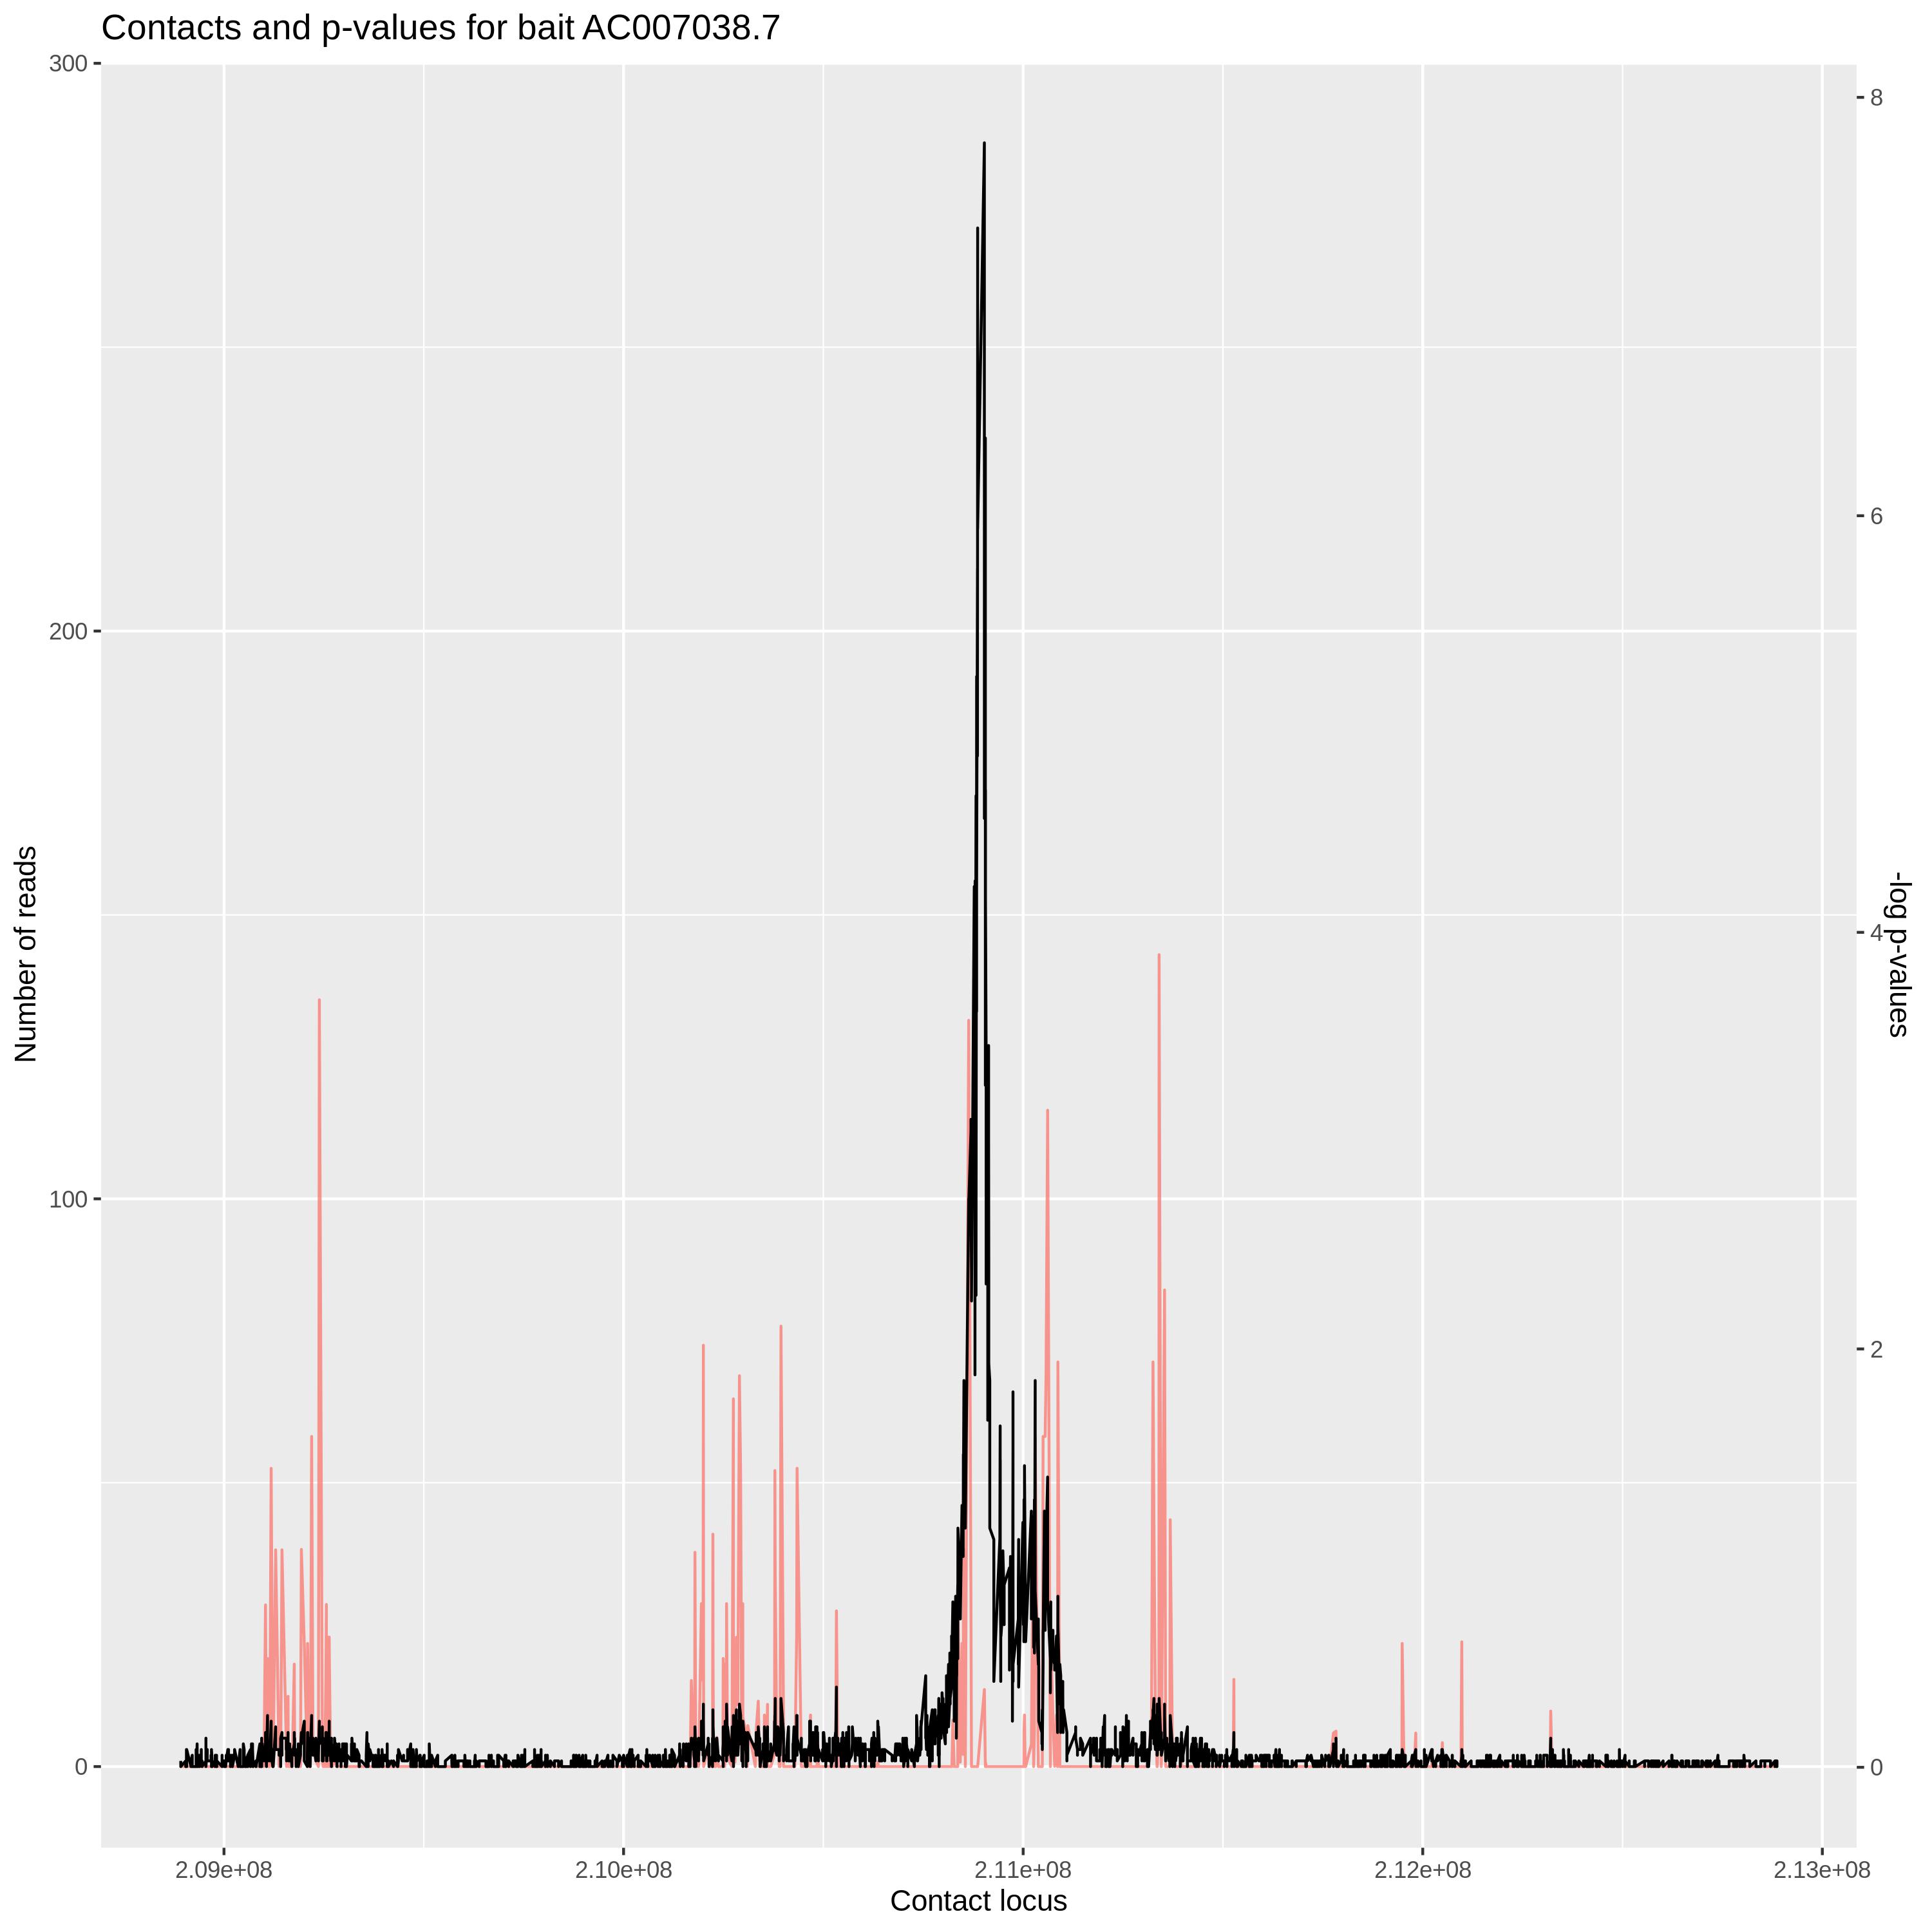 Contacts and p-values for bait AC007038.7
300
200
100
0
Number of reads
8
6
4
2
0
-log p-values
2.09e+08
2.10e+08
2.11e+08
2.12e+08
2.13e+08
Contact locus